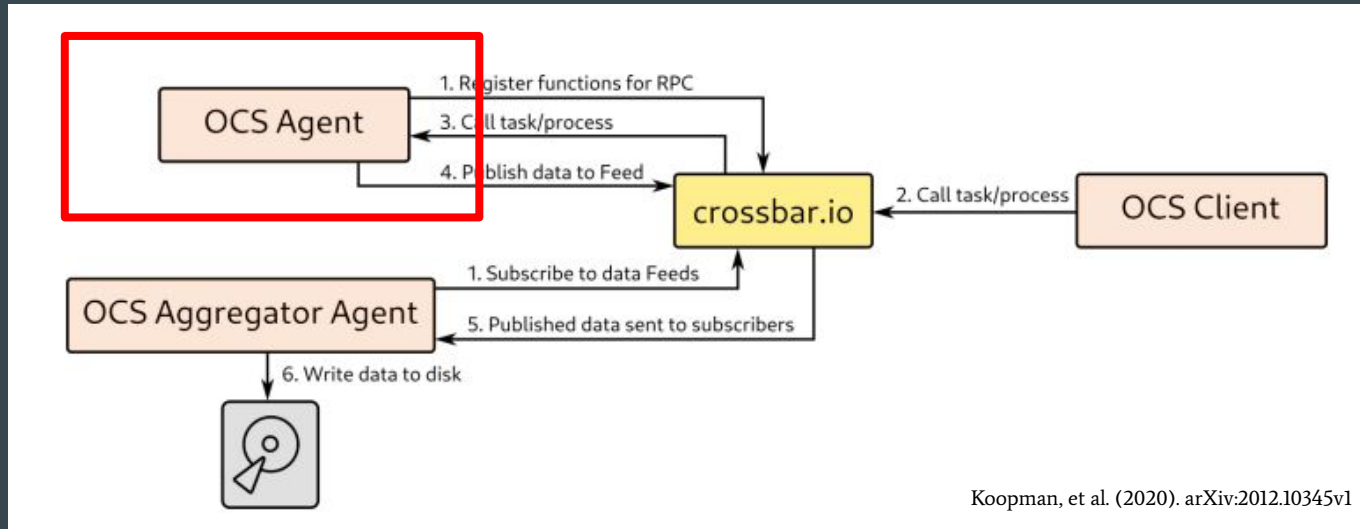 1. Register functions for RPC
OCS Agent
3. Call task/process
4. Publish data to Feed
crossbar.io
2. Call task/process
OCS Client
1. Subscribe to data Feeds
OCS Aggregator Agent
5. Published data sent to subscribers
6. Write data to disk
Koopman, et al. (2020). arXiv:2012.10345v1